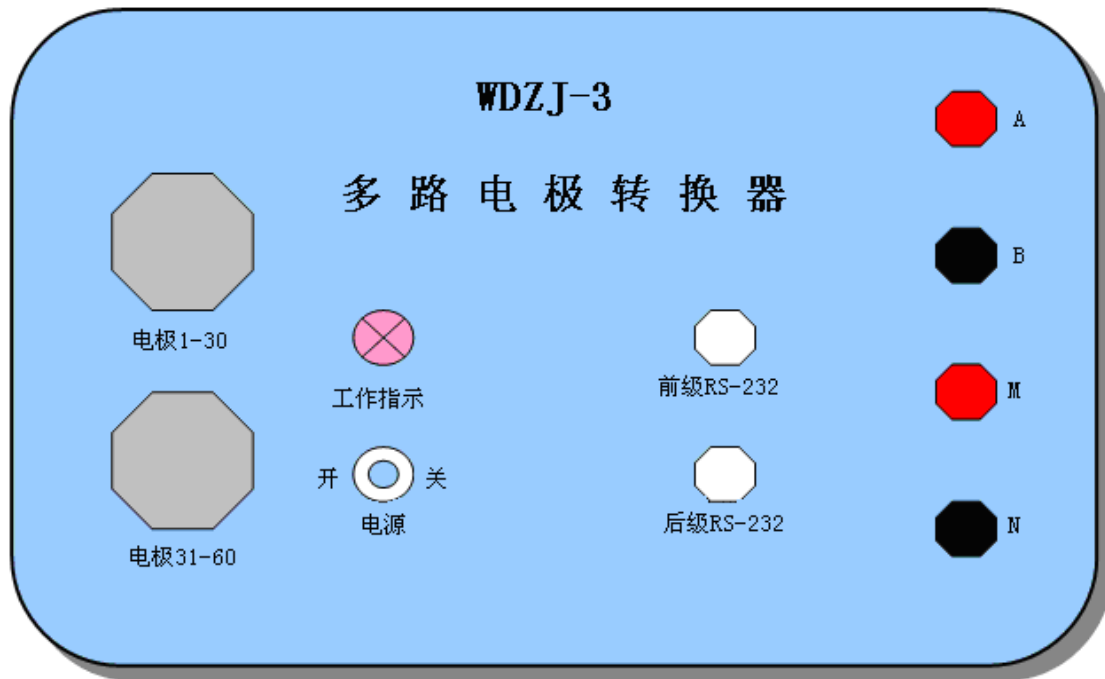 WDZJ-3
多路电极转换器
A
B
电极1-30
工作指示
前级RS-232
M
开
关
电源
后级RS-232
N
电极31-60